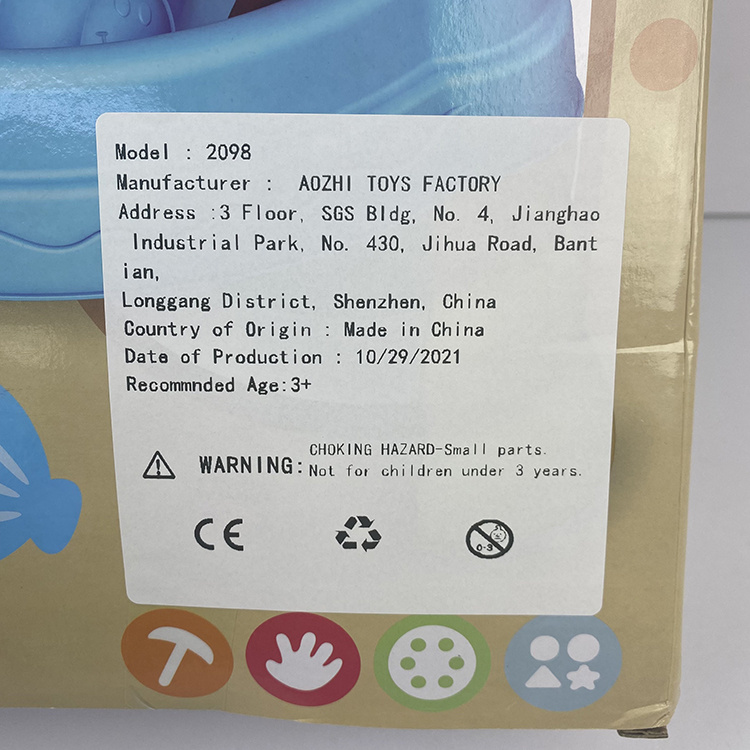 Model : 2098
Manufacturer : AOZHI TOYS FACTORY
Address :3 Floor, SGS Bldg, No. 4, Jianghao
Industrial Park, No. 430, Jihua Road, Bant
ian,
Longgang District, Shenzhen, China
Country of Origin : Made in China
Date of Production : 10/29/2021
Recommnded Age:3+
WARNING: CHOKING HAZARD-Small parts.
Not for children under 3 years.
CE
0-3